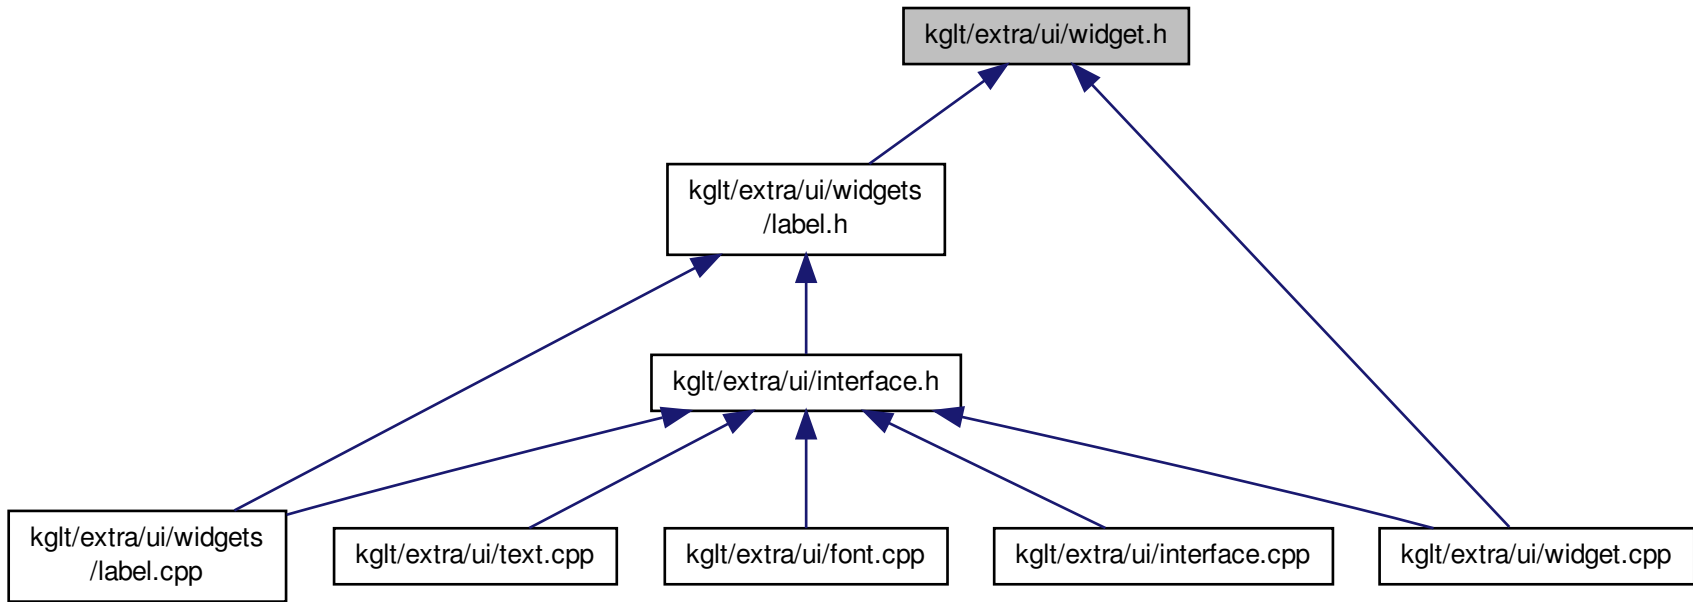 kglt/extra/ui/widget.h
kglt/extra/ui/widgets
/label.h
kglt/extra/ui/interface.h
kglt/extra/ui/widgets
/label.cpp
kglt/extra/ui/text.cpp
kglt/extra/ui/font.cpp
kglt/extra/ui/interface.cpp
kglt/extra/ui/widget.cpp